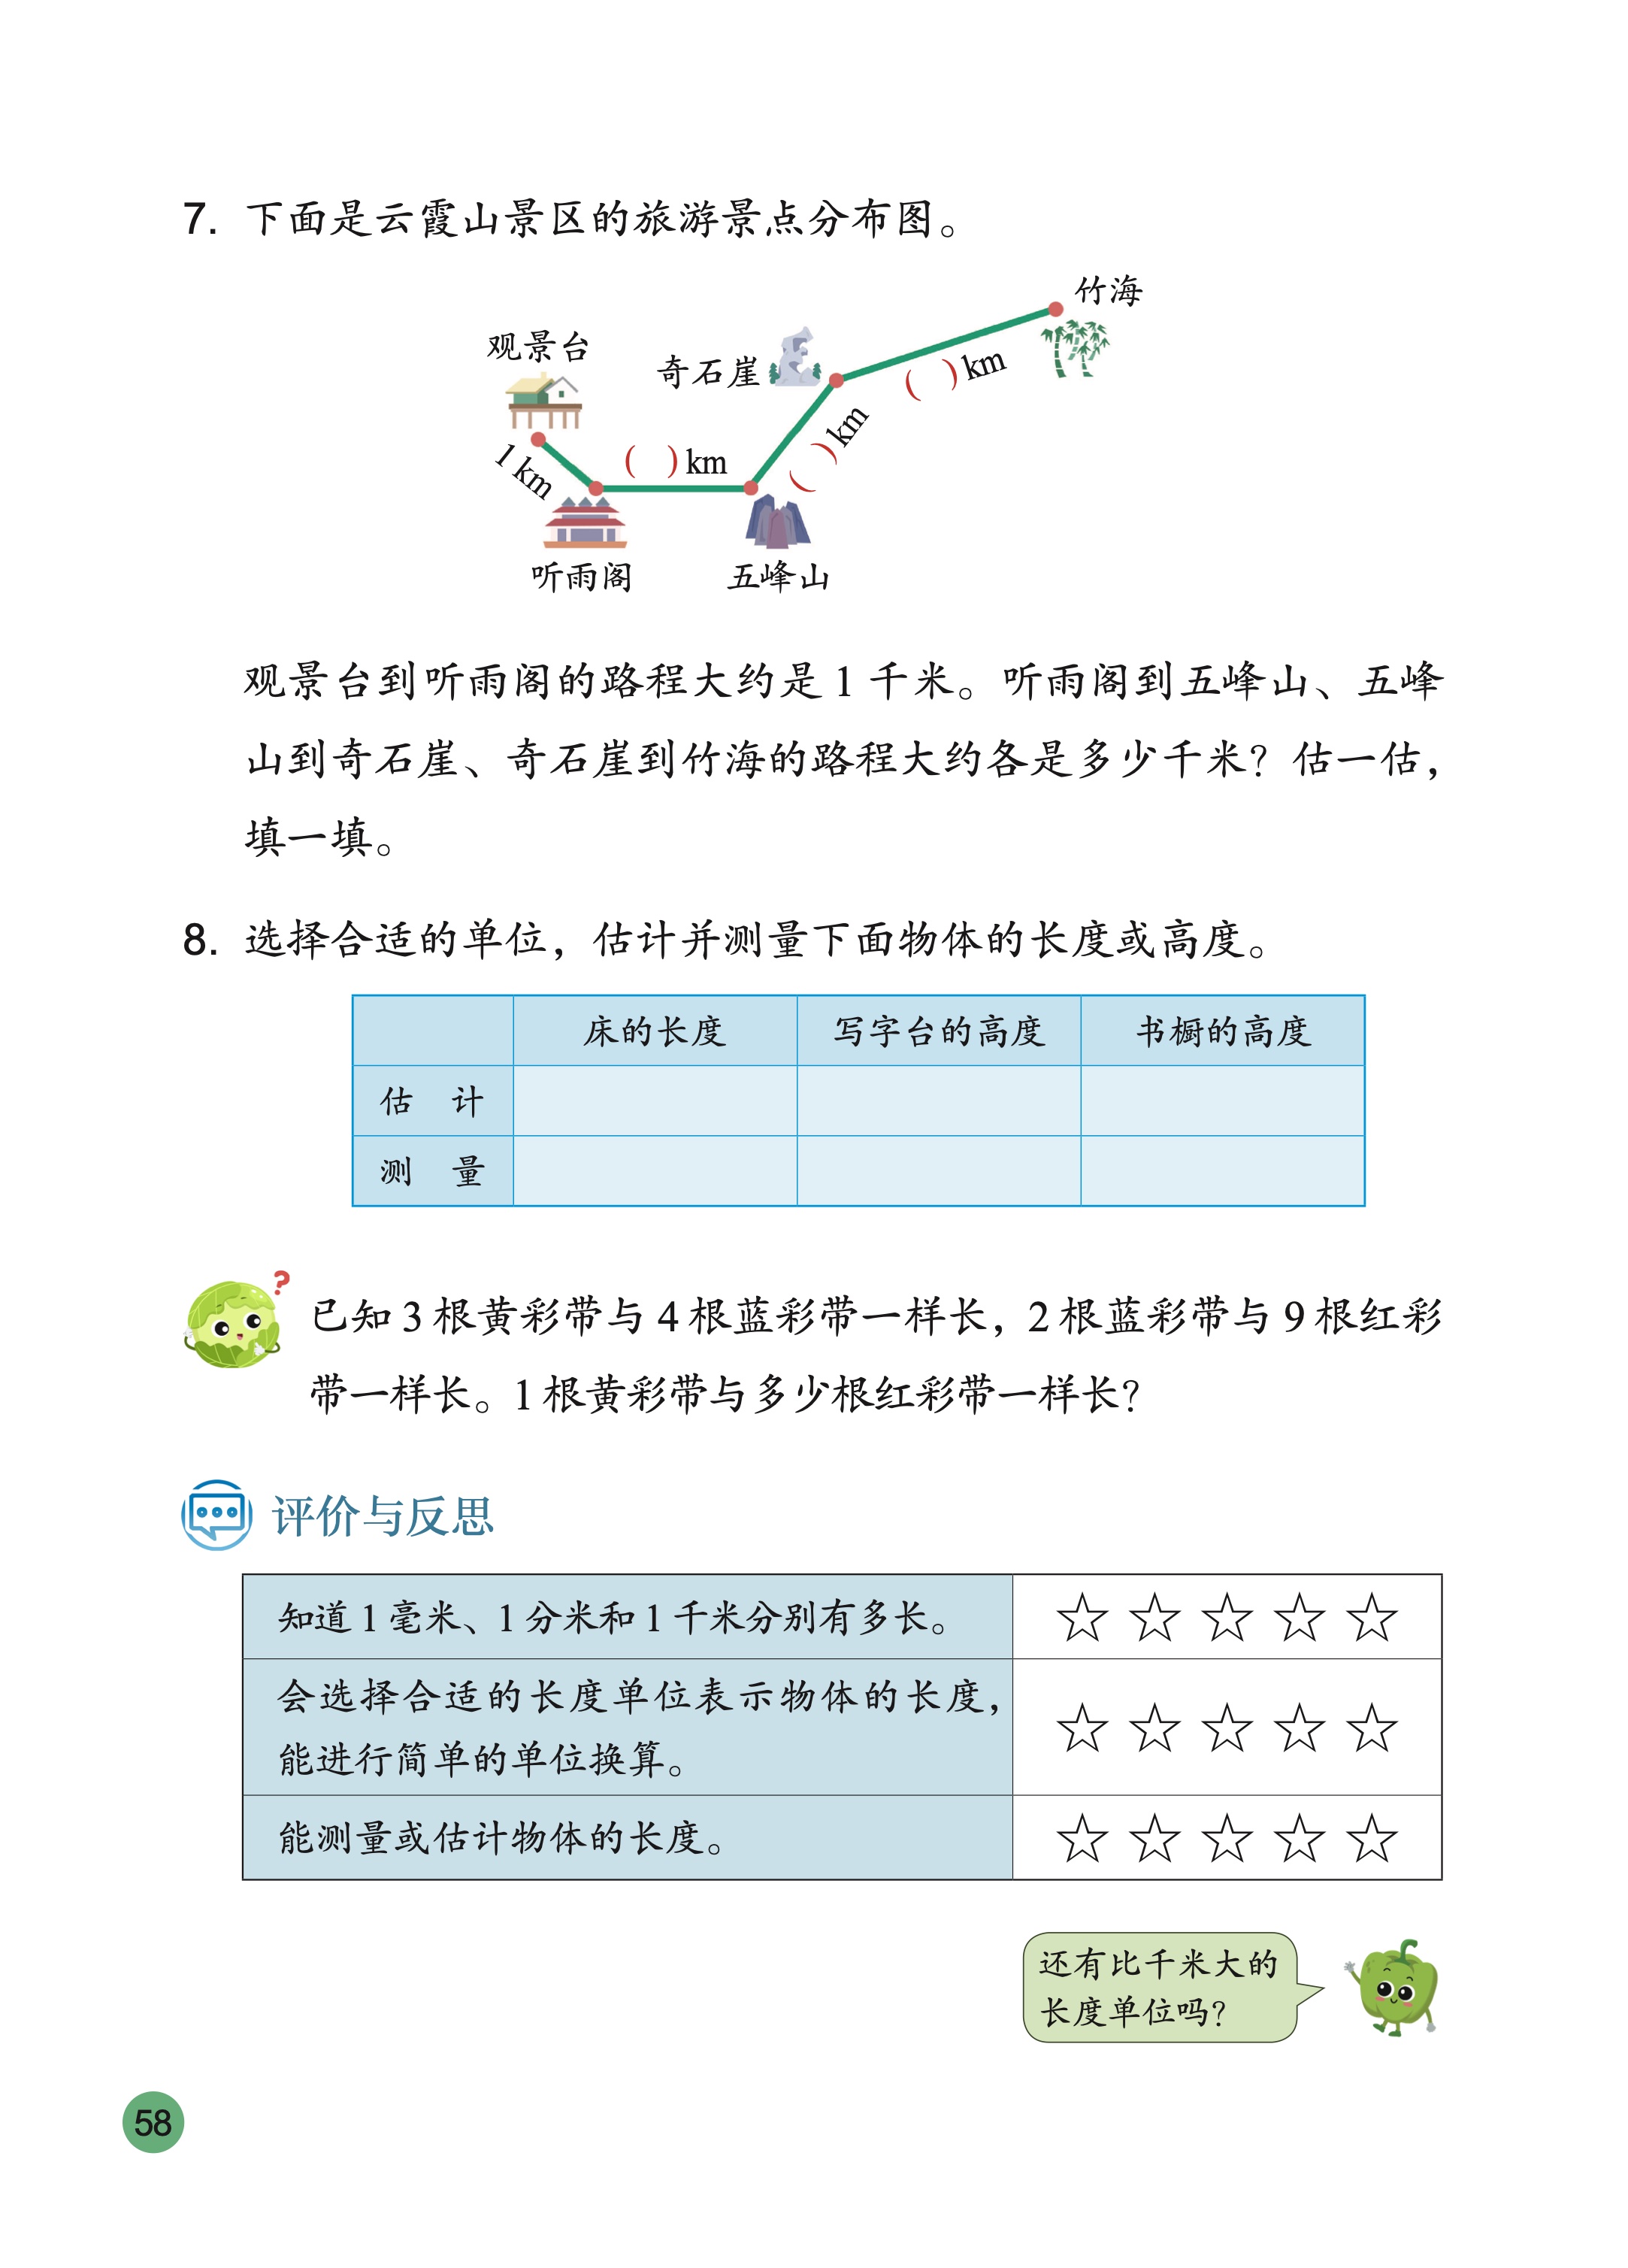 7. 下面是云霞山景区的旅游景点分布图。
竹海
观景台
奇石崖
(  )km
(  )km
(  )km
1 km
听雨阁
五峰山
观景台到听雨阁的路程大约是 1 千米。听雨阁到五峰山、五峰
山到奇石崖、奇石崖到竹海的路程大约各是多少千米？估一估，
填一填。
8. 选择合适的单位，估计并测量下面物体的长度或高度。
床的长度 写字台的高度 书橱的高度
估 计
测 量
?
已知 3 根黄彩带与 4 根蓝彩带一样长，2 根蓝彩带与 9 根红彩
带一样长。1 根黄彩带与多少根红彩带一样长？
评价与反思
知道 1 毫米、1 分米和 1 千米分别有多长。 ☆ ☆ ☆ ☆ ☆
会选择合适的长度单位表示物体的长度，
能进行简单的单位换算。 ☆ ☆ ☆ ☆ ☆
能测量或估计物体的长度。 ☆ ☆ ☆ ☆ ☆
还有比千米大的
长度单位吗？
58